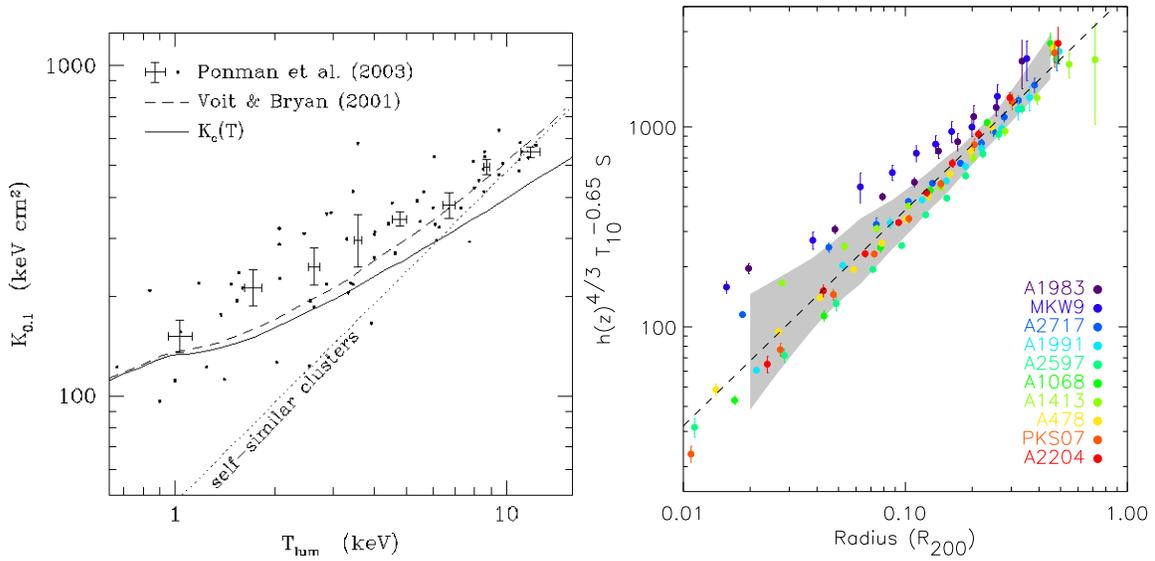 1000
100
K0.1 (keV cm²)
Ponman et al. (2003)
Voit & Bryan (2001)
Kc(T)
self-similar clusters
1
10
Tlum (keV)
h(z)^4/3 T10^-0.65 S
1000
100
A1983
MKW9
A2717
A1991
A2597
A1068
A1413
A478
PKS07
A2204
0.01
0.10
1.00
Radius (R200)